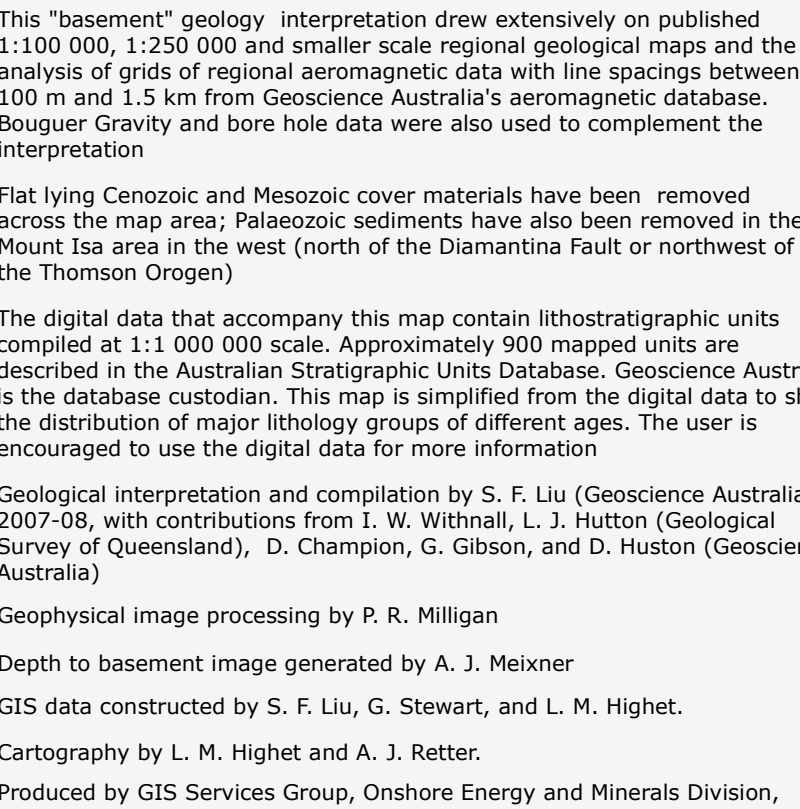 This "basement" geology  interpretation drew extensively on published
1:100 000, 1:250 000 and smaller scale regional geological maps and the
analysis of grids of regional aeromagnetic data with line spacings between
100 m and 1.5 km from Geoscience Australia's aeromagnetic database.
Bouguer Gravity and bore hole data were also used to complement the
interpretation
Flat lying Cenozoic and Mesozoic cover materials have been  removed
across the map area; Palaeozoic sediments have also been removed in the
Mount Isa area in the west (north of the Diamantina Fault or northwest of
the Thomson Orogen)
The digital data that accompany this map contain lithostratigraphic units
compiled at 1:1 000 000 scale. Approximately 900 mapped units are
described in the Australian Stratigraphic Units Database. Geoscience Austr
is the database custodian. This map is simplified from the digital data to sh
the distribution of major lithology groups of different ages. The user is
encouraged to use the digital data for more information
Geological interpretation and compilation by S. F. Liu (Geoscience Australia
2007-08, with contributions from I. W. Withnall, L. J. Hutton (Geological
Survey of Queensland),  D. Champion, G. Gibson, and D. Huston (Geoscien
Australia)
Geophysical image processing by P. R. Milligan
Depth to basement image generated by A. J. Meixner
GIS data constructed by S. F. Liu, G. Stewart, and L. M. Highet.
Cartography by L. M. Highet and A. J. Retter.
Produced by GIS Services Group, Onshore Energy and Minerals Division,